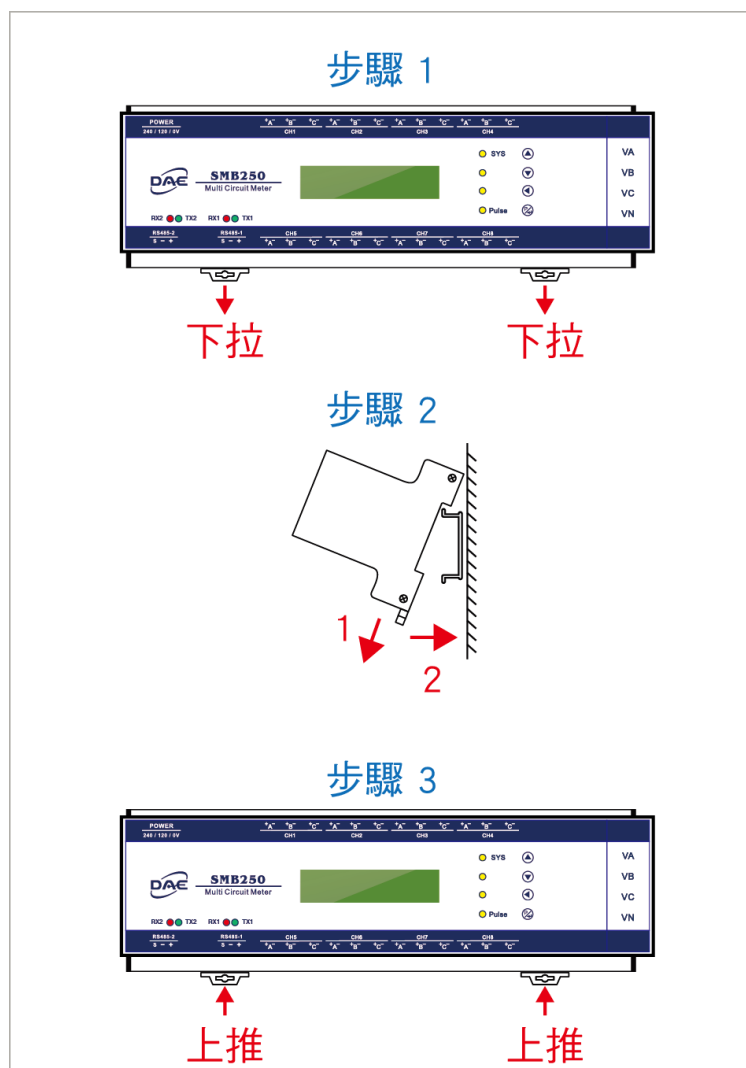 步驟 1
POWER
240 / 120 / 0V
+A- +B- +C- +A- +B- +C- +A- +B- +C- +A- +B- +C-
CH1 CH2 CH3 CH4
DAE
SMB250
Multi Circuit Meter
SYS
Pulse
VA
VB
VC
VN
RX2 TX2 RX1 TX1
RS485-2 RS485-1
S - + S - +
CH5 CH6 CH7 CH8
+A- +B- +C- +A- +B- +C- +A- +B- +C- +A- +B- +C-
下拉 下拉
步驟 2
1
2
步驟 3
POWER
240 / 120 / 0V
+A- +B- +C- +A- +B- +C- +A- +B- +C- +A- +B- +C-
CH1 CH2 CH3 CH4
DAE
SMB250
Multi Circuit Meter
SYS
Pulse
VA
VB
VC
VN
RX2 TX2 RX1 TX1
RS485-2 RS485-1
S - + S - +
CH5 CH6 CH7 CH8
+A- +B- +C- +A- +B- +C- +A- +B- +C- +A- +B- +C-
上推 上推